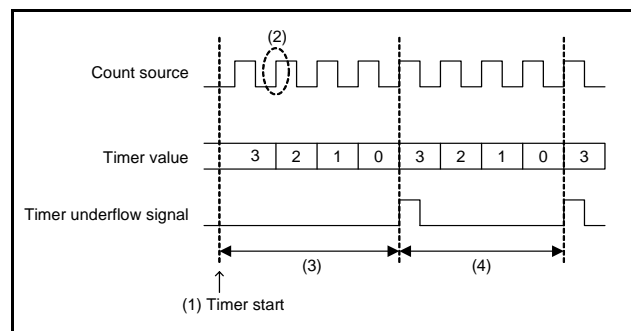 (2)
Count source
Timer value 3 2 1 0 3 2 1 0 3
Timer underflow signal
(3) (4)
(1) Timer start